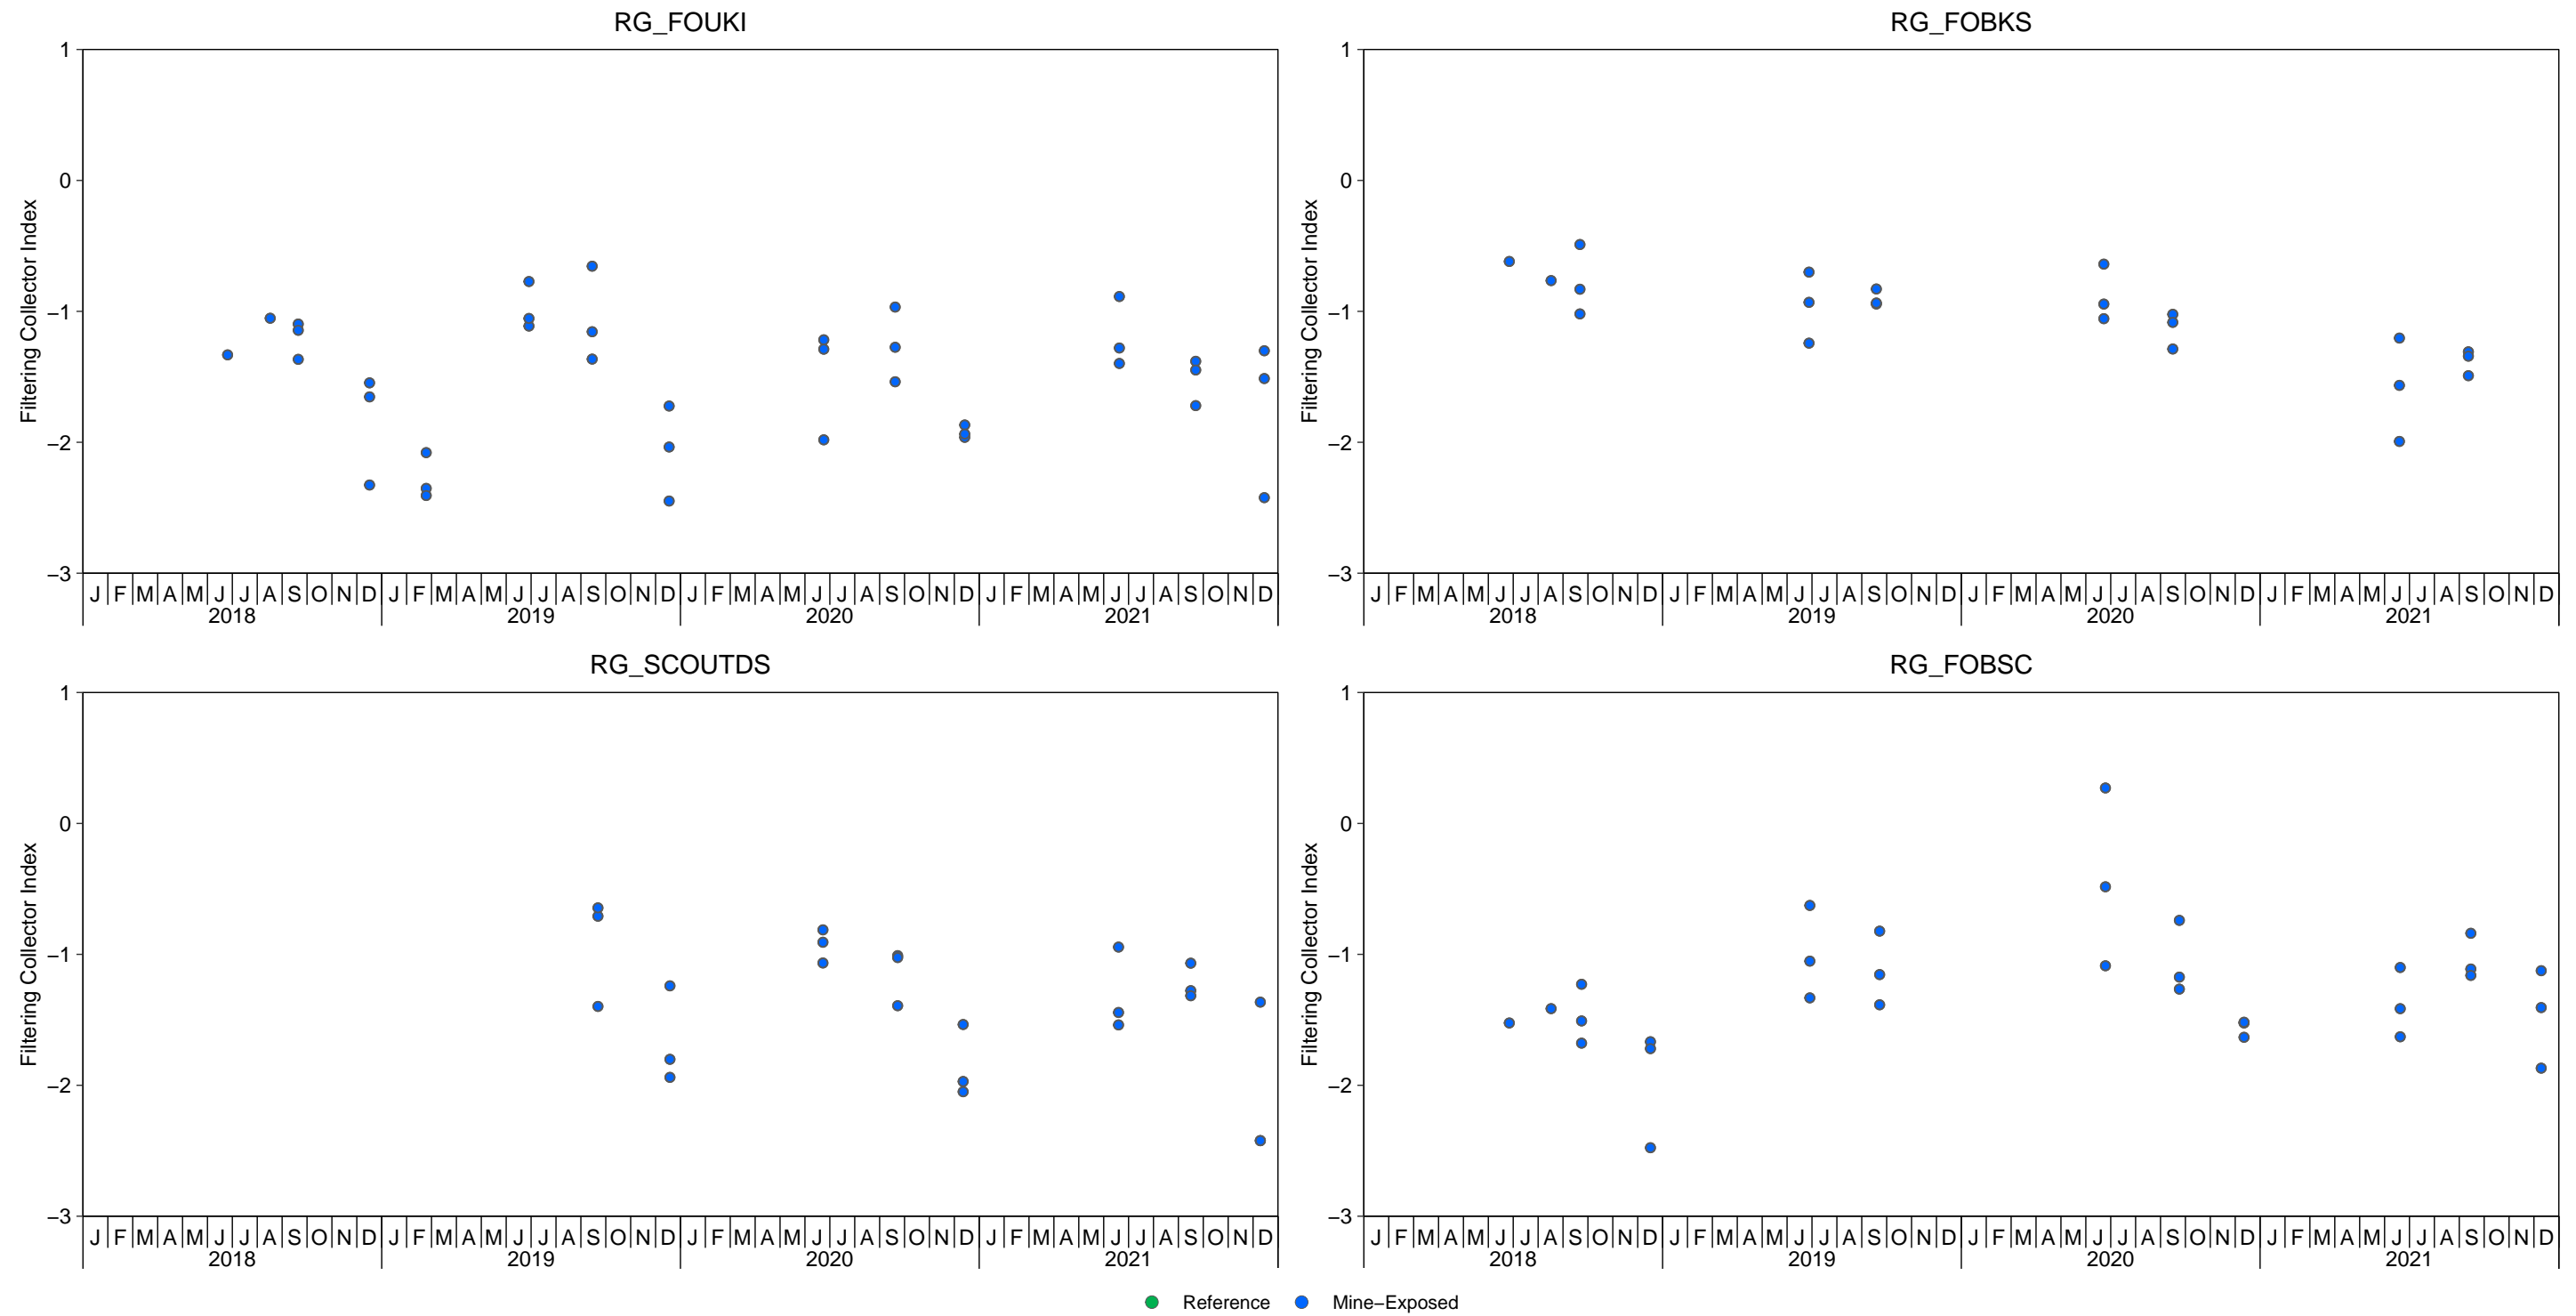 RG_FOUKI
RG_FOBKS
Filtering Collector Index
1
0
−1
−2
−3
J F M A M J J A S O N D J F M A M J J A S O N D J F M A M J J A S O N D J F M A M J J A S O N D
2018 2019 2020 2021
Filtering Collector Index
1
0
−1
−2
−3
J F M A M J J A S O N D J F M A M J J A S O N D J F M A M J J A S O N D J F M A M J J A S O N D
2018 2019 2020 2021
RG_SCOUTDS
RG_FOBSC
Filtering Collector Index
1
0
−1
−2
−3
J F M A M J J A S O N D J F M A M J J A S O N D J F M A M J J A S O N D J F M A M J J A S O N D
2018 2019 2020 2021
Filtering Collector Index
1
0
−1
−2
−3
J F M A M J J A S O N D J F M A M J J A S O N D J F M A M J J A S O N D J F M A M J J A S O N D
2018 2019 2020 2021
Reference Mine−Exposed